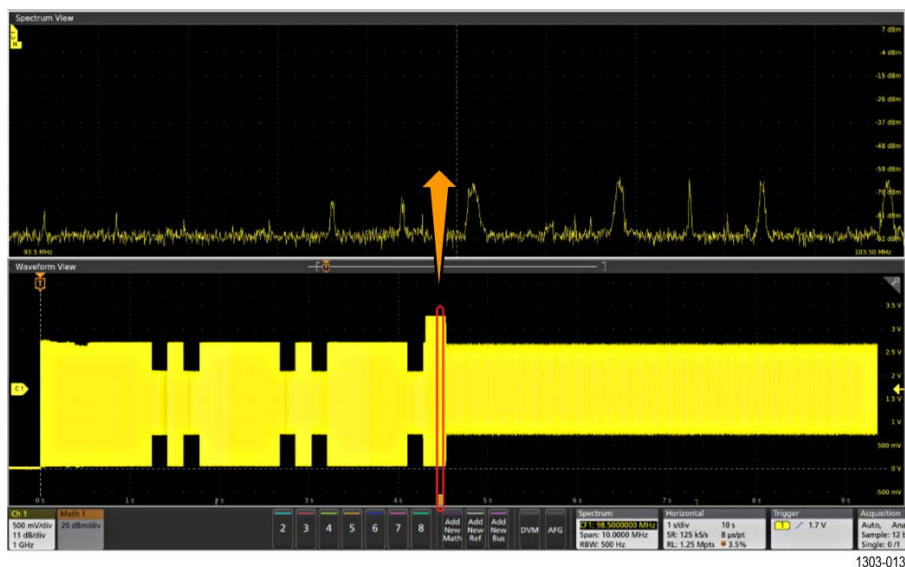 Spectrum View
7 dBm
-4 dBm
-15 dBm
-26 dBm
-37 dBm
-48 dBm
-59 dBm
-70 dBm
-81 dBm
-92 dBm
93.5 MHz
103.50 MHz
Waveform View
T
T
3.5 V
3 V
2.5 V
2 V
1.5 V
1 V
500 mV
0 V
-500 mV
C1
0 s
1 s
2 s
3 s
4 s
5 s
6 s
7 s
8 s
9 s
Ch 1
500 mV/div
11 dB/div
1 GHz
Math 1
20 dBm/div
2
3
4
5
6
7
8
Add New Math
Add New Ref
Add New Bus
DVM
AFG
Spectrum
CF1: 98.5000000 MHz
Span: 10.0000 MHz
RBW: 500 Hz
Horizontal
1 s/div 10 s
SR: 125 kS/s 8 µs/pt
RL: 1.25 Mpts 3.5%
Trigger
1 1.7 V
Acquisition
Auto, Ana
Sample: 12 b
Single: 0 /1
1303-013